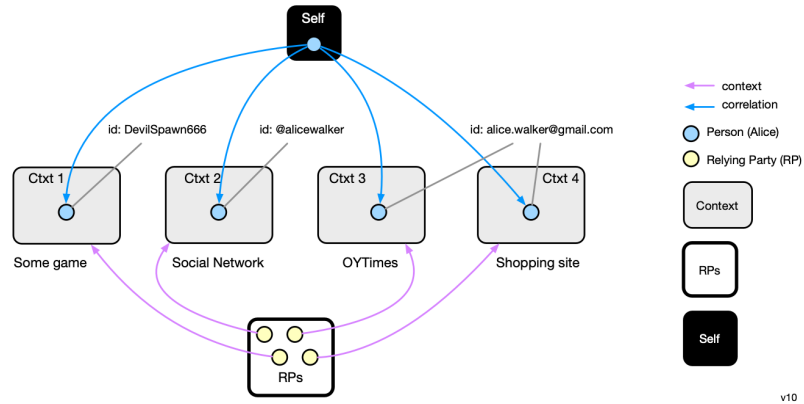 Self
context
correlation
id: DevilSpawn666
id: @alicewalker
id: alice.walker@gmail.com
Person (Alice)
Relying Party (RP)
Ctxt 1
Ctxt 2
Ctxt 3
Ctxt 4
Context
Some game
Social Network
OYTimes
Shopping site
RPs
RPs
Self
v10